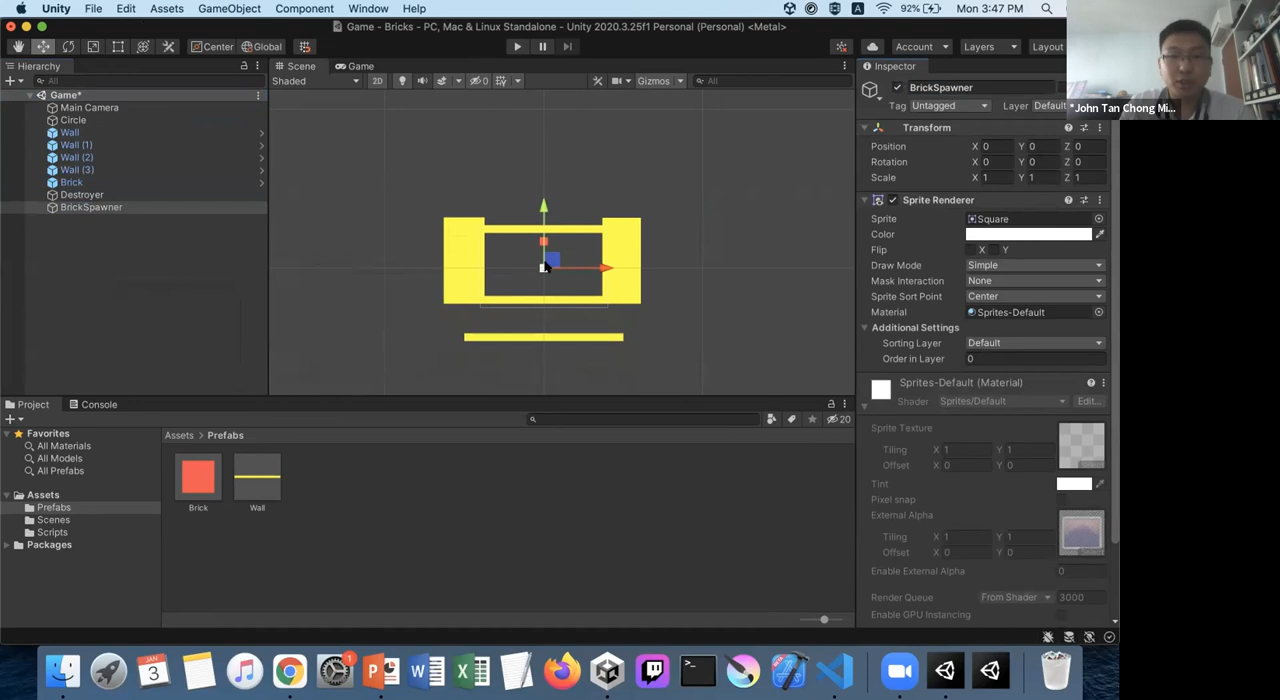 Unity File Edit Assets GameObject Component Window Help A 92% Mon 3:47 PM
Game - Bricks - PC, Mac & Linux Standalone - Unity 2020.3.25f1 Personal (Personal) <Metal>
Center Global Account Layers Layout
Hierarchy
All
Game*
Main Camera
Circle
Wall
Wall (1)
Wall (2)
Wall (3)
Brick
Destroyer
BrickSpawner
Scene Game
Shaded 2D 0 Gizmos All
Inspector
BrickSpawner
Tag Untagged Layer Default
*John Tan Chong Mi...
Transform
Position X 0 Y 0 Z 0
Rotation X 0 Y 0 Z 0
Scale X 1 Y 1 Z 1
Sprite Renderer
Sprite Square
Color
Flip X Y
Draw Mode Simple
Mask Interaction None
Sprite Sort Point Center
Material Sprites-Default
Additional Settings
Sorting Layer Default
Order in Layer 0
Sprites-Default (Material)
Shader Sprites/Default Edit...
Sprite Texture
Tiling X 1 Y 1
Offset X 0 Y 0
Tint
Pixel snap
External Alpha
Tiling X 1 Y 1
Offset X 0 Y 0
Select
Enable External Alpha 0
Render Queue From Shader 3000
Enable GPU Instancing
Project Console
20
Favorites
All Materials
All Models
All Prefabs
Assets
Prefabs
Scenes
Scripts
Packages
Assets > Prefabs
Brick Wall
JAN
3
1